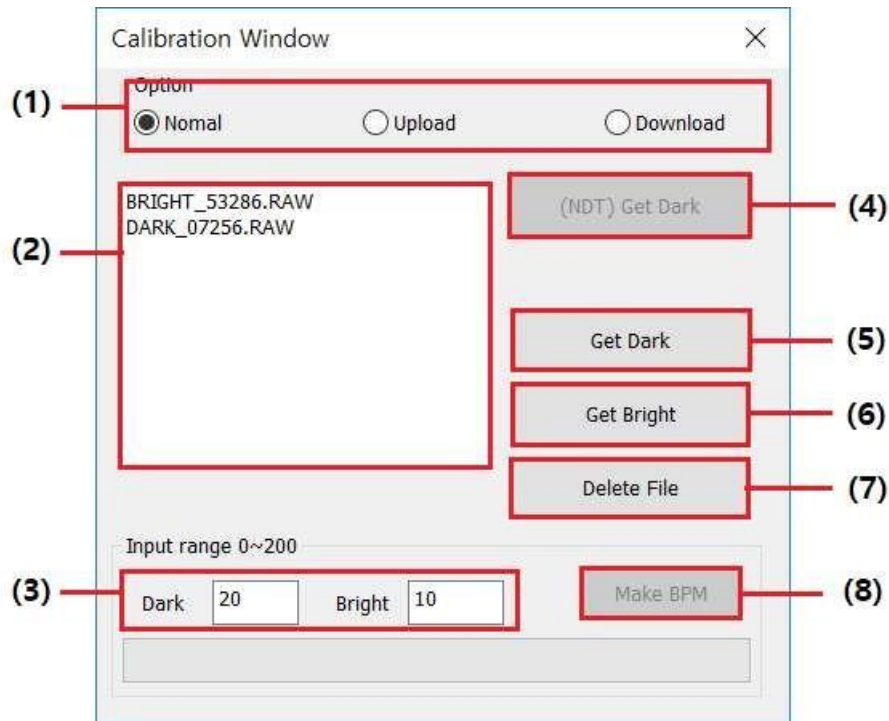 Calibration Window
Option
(1)
Nomal Upload Download
BRIGHT_53286.RAW
DARK_07256.RAW
(2)
(NDT) Get Dark
(4)
Get Dark
(5)
Get Bright
(6)
Delete File
(7)
Input range 0~200
(3)
Dark 20 Bright 10
Make BPM
(8)